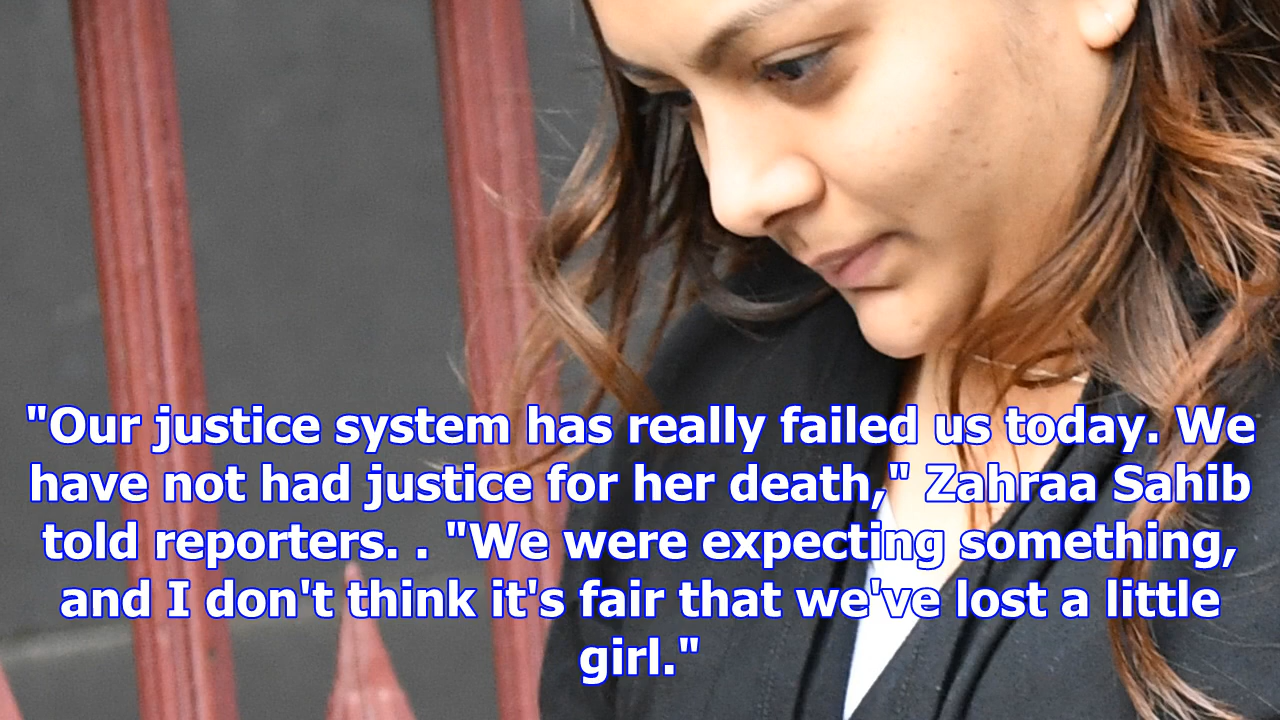 "Our justice system has really failed us today. We
have not had justice for her death," Zahraa Sahib
told reporters. . "We were expecting something,
and I don't think it's fair that we've lost a little
girl."